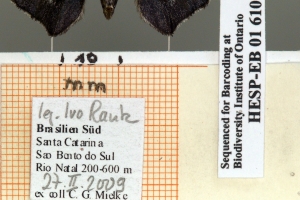 10
mm
lg. Ivo Rank
Brasilien Süd
Santa Catarina
Sao Bento do Sul
Rio Natal 200-600 m
27.II.2009
ex coll C. G. Mielke
Sequenced for Barcoding at
Biodiversity Institute of Ontario
HESP-EB 01 610